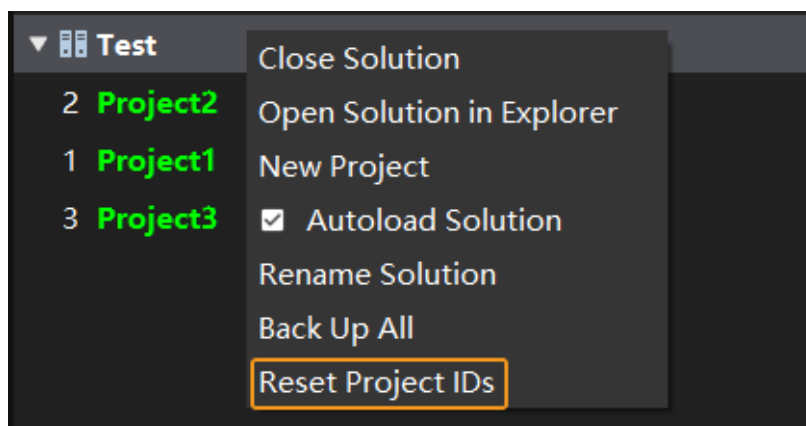 Test
2 Project2
1 Project1
3 Project3
Close Solution
Open Solution in Explorer
New Project
Autoload Solution
Rename Solution
Back Up All
Reset Project IDs